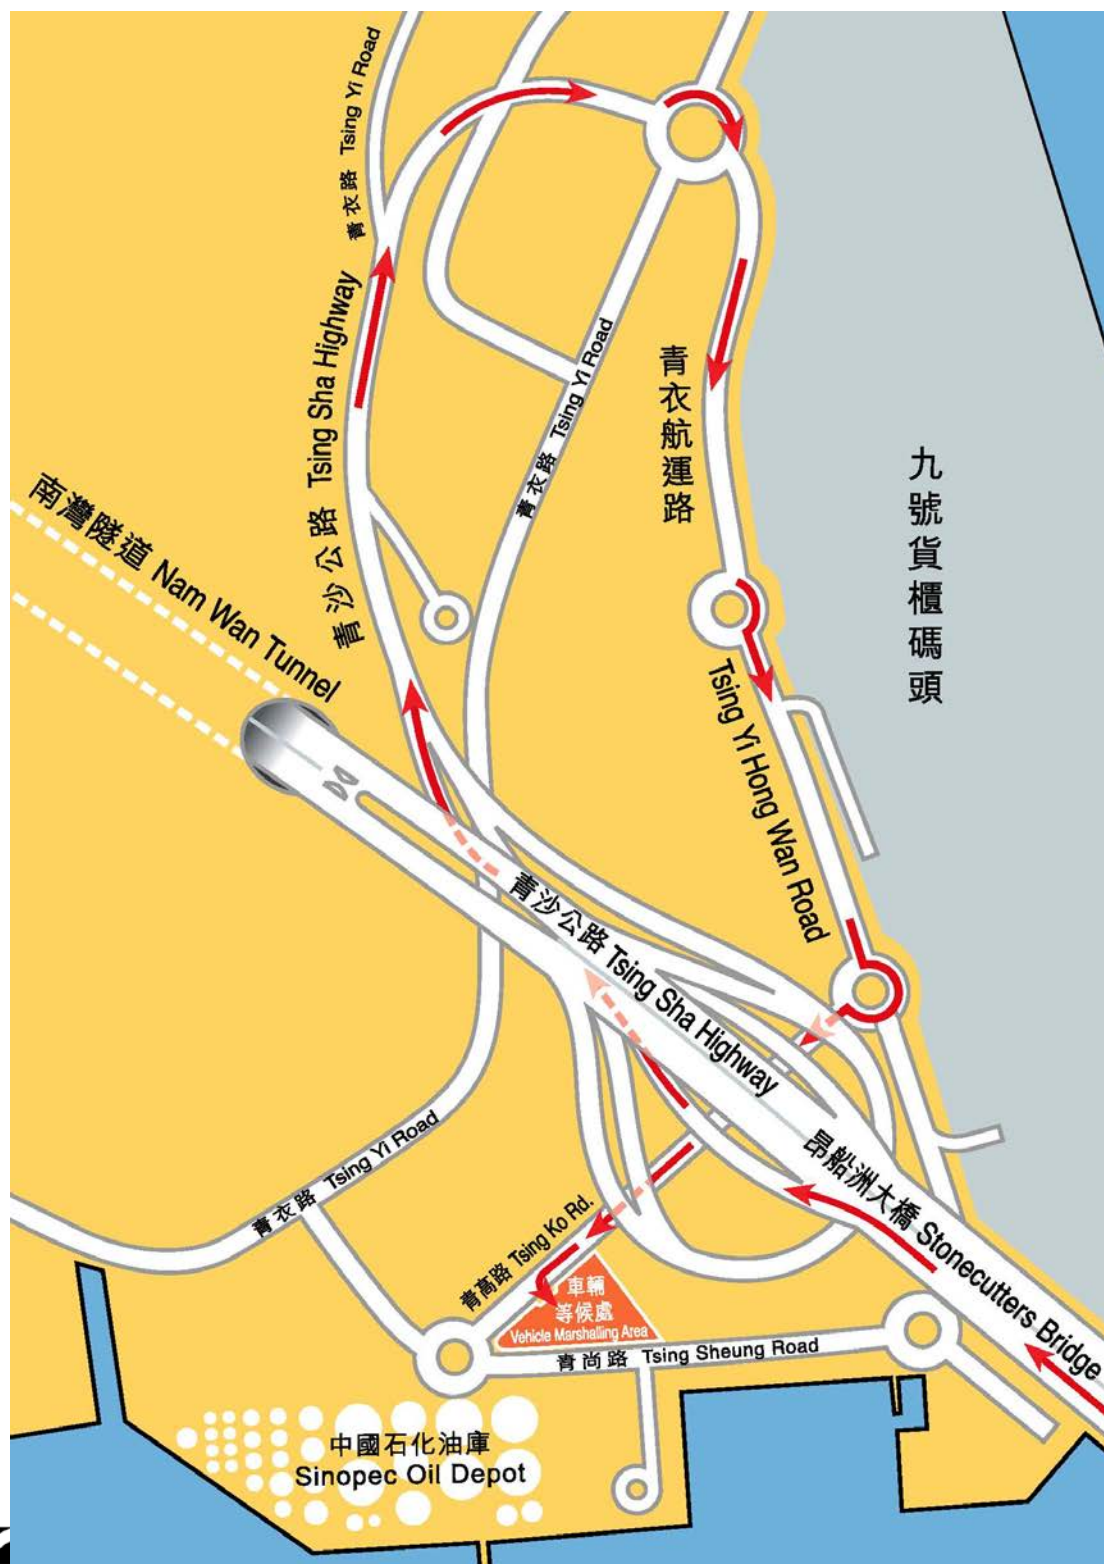 青衣路 Tsing Yi Road
青沙公路 Tsing Sha Highway
青衣路 Tsing Yi Road
青衣航運路
九號貨櫃碼頭
南灣隧道 Nam Wan Tunnel
Tsing Yi Hong Wan Road
青沙公路 Tsing Sha Highway
昂船洲大橋 Stonecutters Bridge
青衣路 Tsing Yi Road
青高路 Tsing Ko Rd.
車輛
等候處
Vehicle Marshalling Area
青尚路 Tsing Sheung Road
中國石化油庫
Sinopec Oil Depot